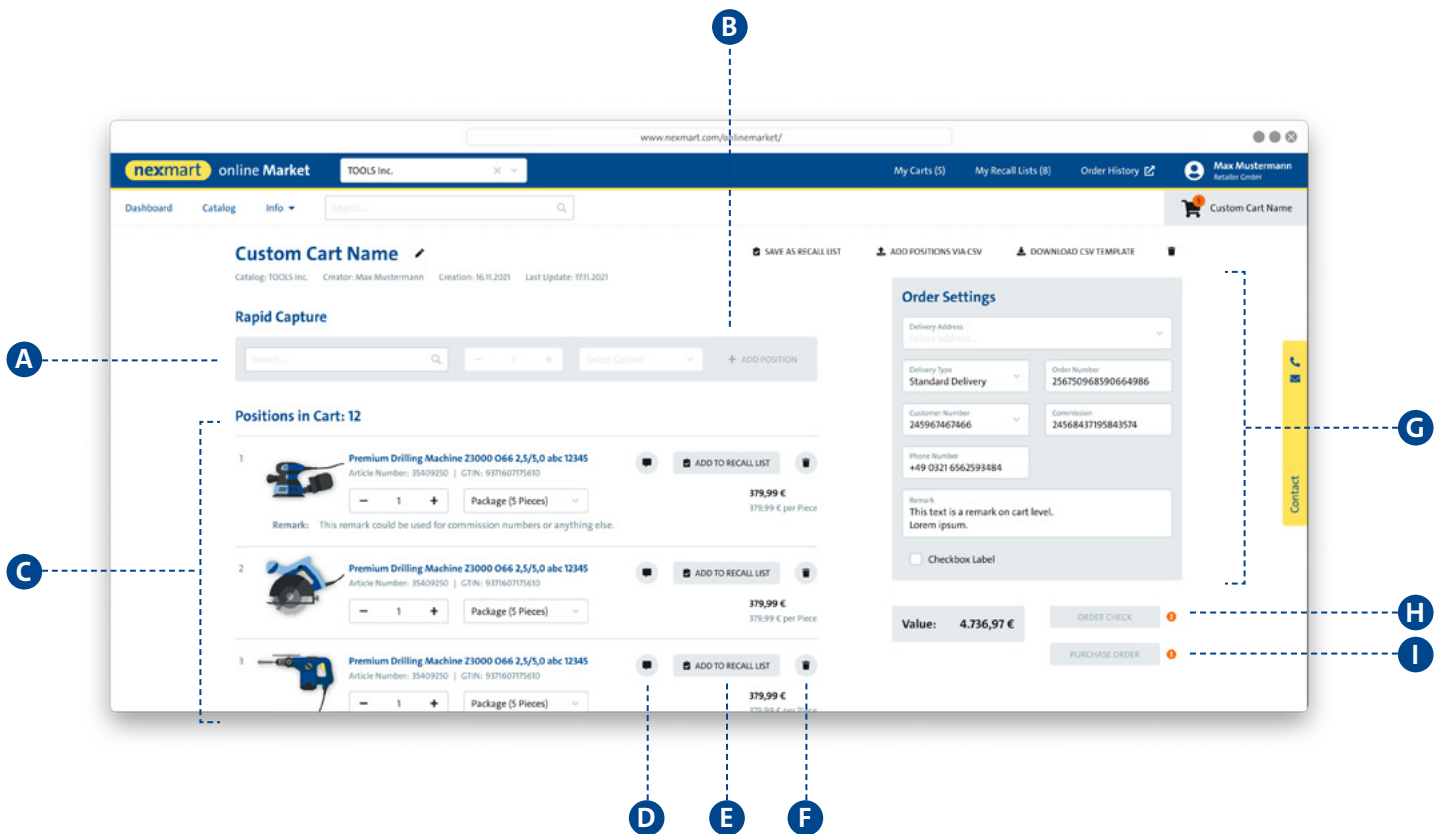 B
www.nexmart.com/onlinemarket/
nexmart online Market
TOOLS Inc.
My Carts (5)
My Recall Lists (8)
Order History
Max Mustermann
Retailer GmbH
Dashboard
Catalog
Info
Search...
Custom Cart Name
Custom Cart Name
SAVE AS RECALL LIST
ADD POSITIONS VIA CSV
DOWNLOAD CSV TEMPLATE
Catalog: TOOLS Inc. Creator: Max Mustermann Creation: 16.11.2021 Last Update: 17.11.2021
Rapid Capture
A
Search...
1
Select Option
+ ADD POSITION
Positions in Cart: 12
C
1
Premium Drilling Machine Z3000 O66 2,5/5,0 abc 12345
Article Number: 35409250 | GTIN: 9371607175610
ADD TO RECALL LIST
− 1 +
Package (5 Pieces)
379,99 €
379,99 € per Piece
Remark: This remark could be used for commission numbers or anything else.
2
Premium Drilling Machine Z3000 O66 2,5/5,0 abc 12345
Article Number: 35409250 | GTIN: 9371607175610
ADD TO RECALL LIST
− 1 +
Package (5 Pieces)
379,99 €
379,99 € per Piece
3
Premium Drilling Machine Z3000 O66 2,5/5,0 abc 12345
Article Number: 35409250 | GTIN: 9371607175610
ADD TO RECALL LIST
− 1 +
Package (5 Pieces)
379,99 €
379,99 € per Piece
Order Settings
Delivery Address
Select address...
Delivery Type
Standard Delivery
Order Number
256750968590664986
Customer Number
245967467466
Commission
24568437195843574
Phone Number
+49 0321 6562593484
Remark
This text is a remark on cart level.
Lorem ipsum.
Checkbox Label
Value: 4.736,97 €
ORDER CHECK
PURCHASE ORDER
Contact
G
H
I
D
E
F